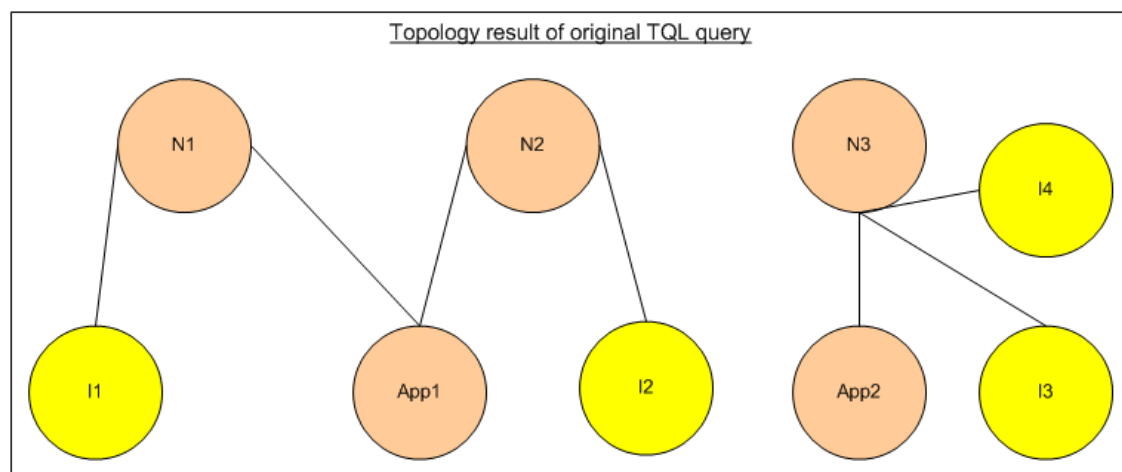 Topology result of original TQL query
N1
N2
N3
I4
I1
App1
I2
App2
I3